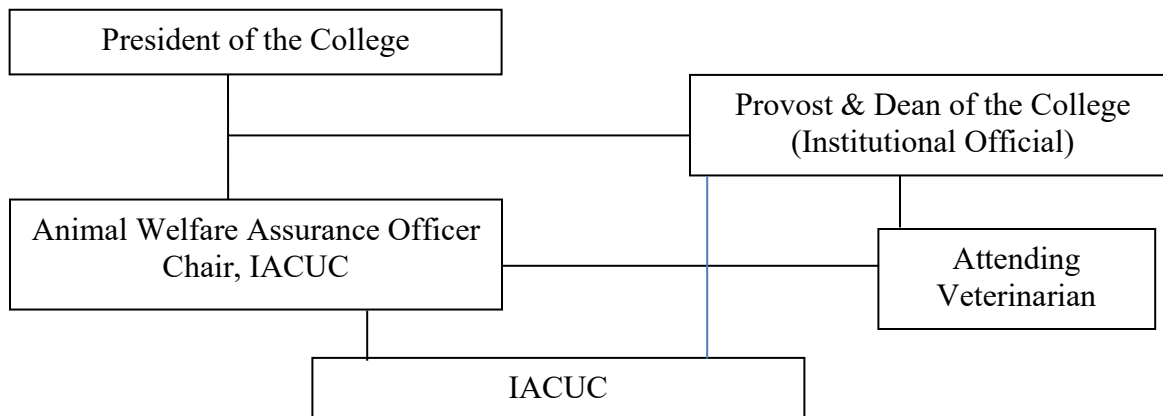 President of the College
Provost & Dean of the College
(Institutional Official)
Animal Welfare Assurance Officer
Chair, IACUC
Attending
Veterinarian
IACUC